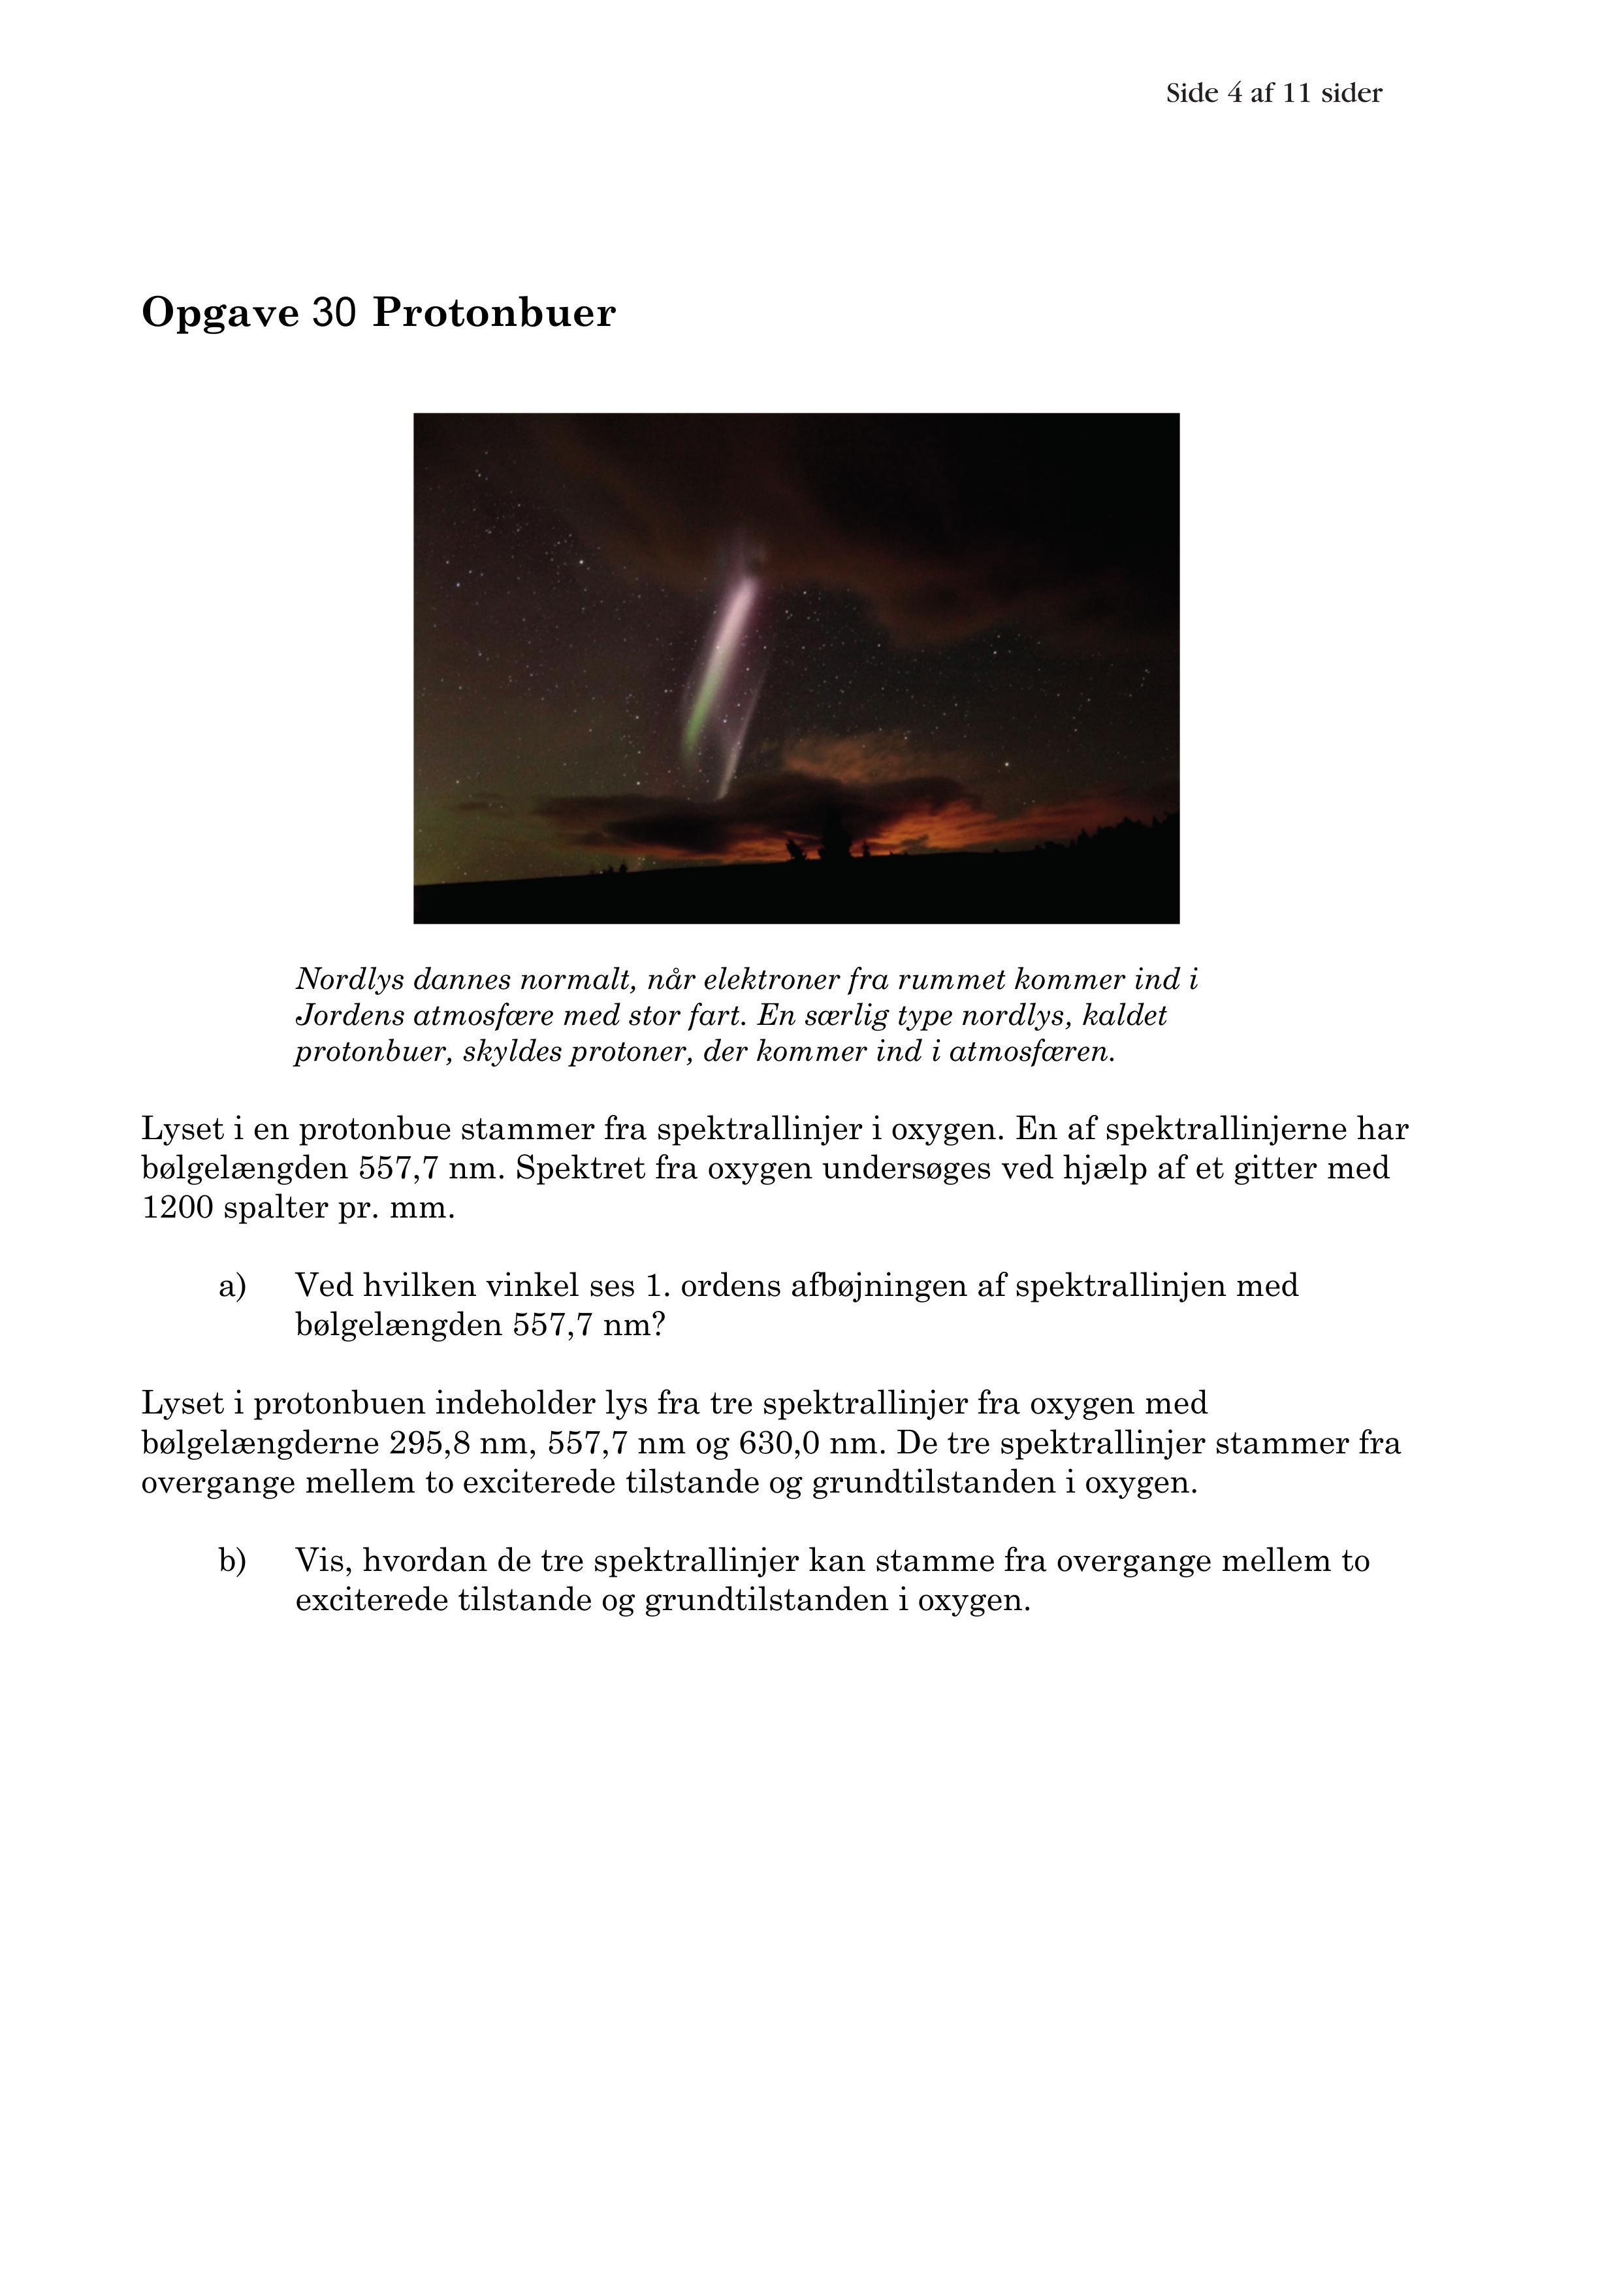 Side 4 af 11 sider
Opgave 30 Protonbuer
Nordlys dannes normalt, når elektroner fra rummet kommer ind i
Jordens atmosfære med stor fart. En særlig type nordlys, kaldet
protonbuer, skyldes protoner, der kommer ind i atmosfæren.
Lyset i en protonbue stammer fra spektrallinjer i oxygen. En af spektrallinjerne har
bølgelængden 557,7 nm. Spektret fra oxygen undersøges ved hjælp af et gitter med
1200 spalter pr. mm.
a) Ved hvilken vinkel ses 1. ordens afbøjningen af spektrallinjen med
bølgelængden 557,7 nm?
Lyset i protonbuen indeholder lys fra tre spektrallinjer fra oxygen med
bølgelængderne 295,8 nm, 557,7 nm og 630,0 nm. De tre spektrallinjer stammer fra
overgange mellem to exciterede tilstande og grundtilstanden i oxygen.
b) Vis, hvordan de tre spektrallinjer kan stamme fra overgange mellem to
exciterede tilstande og grundtilstanden i oxygen.